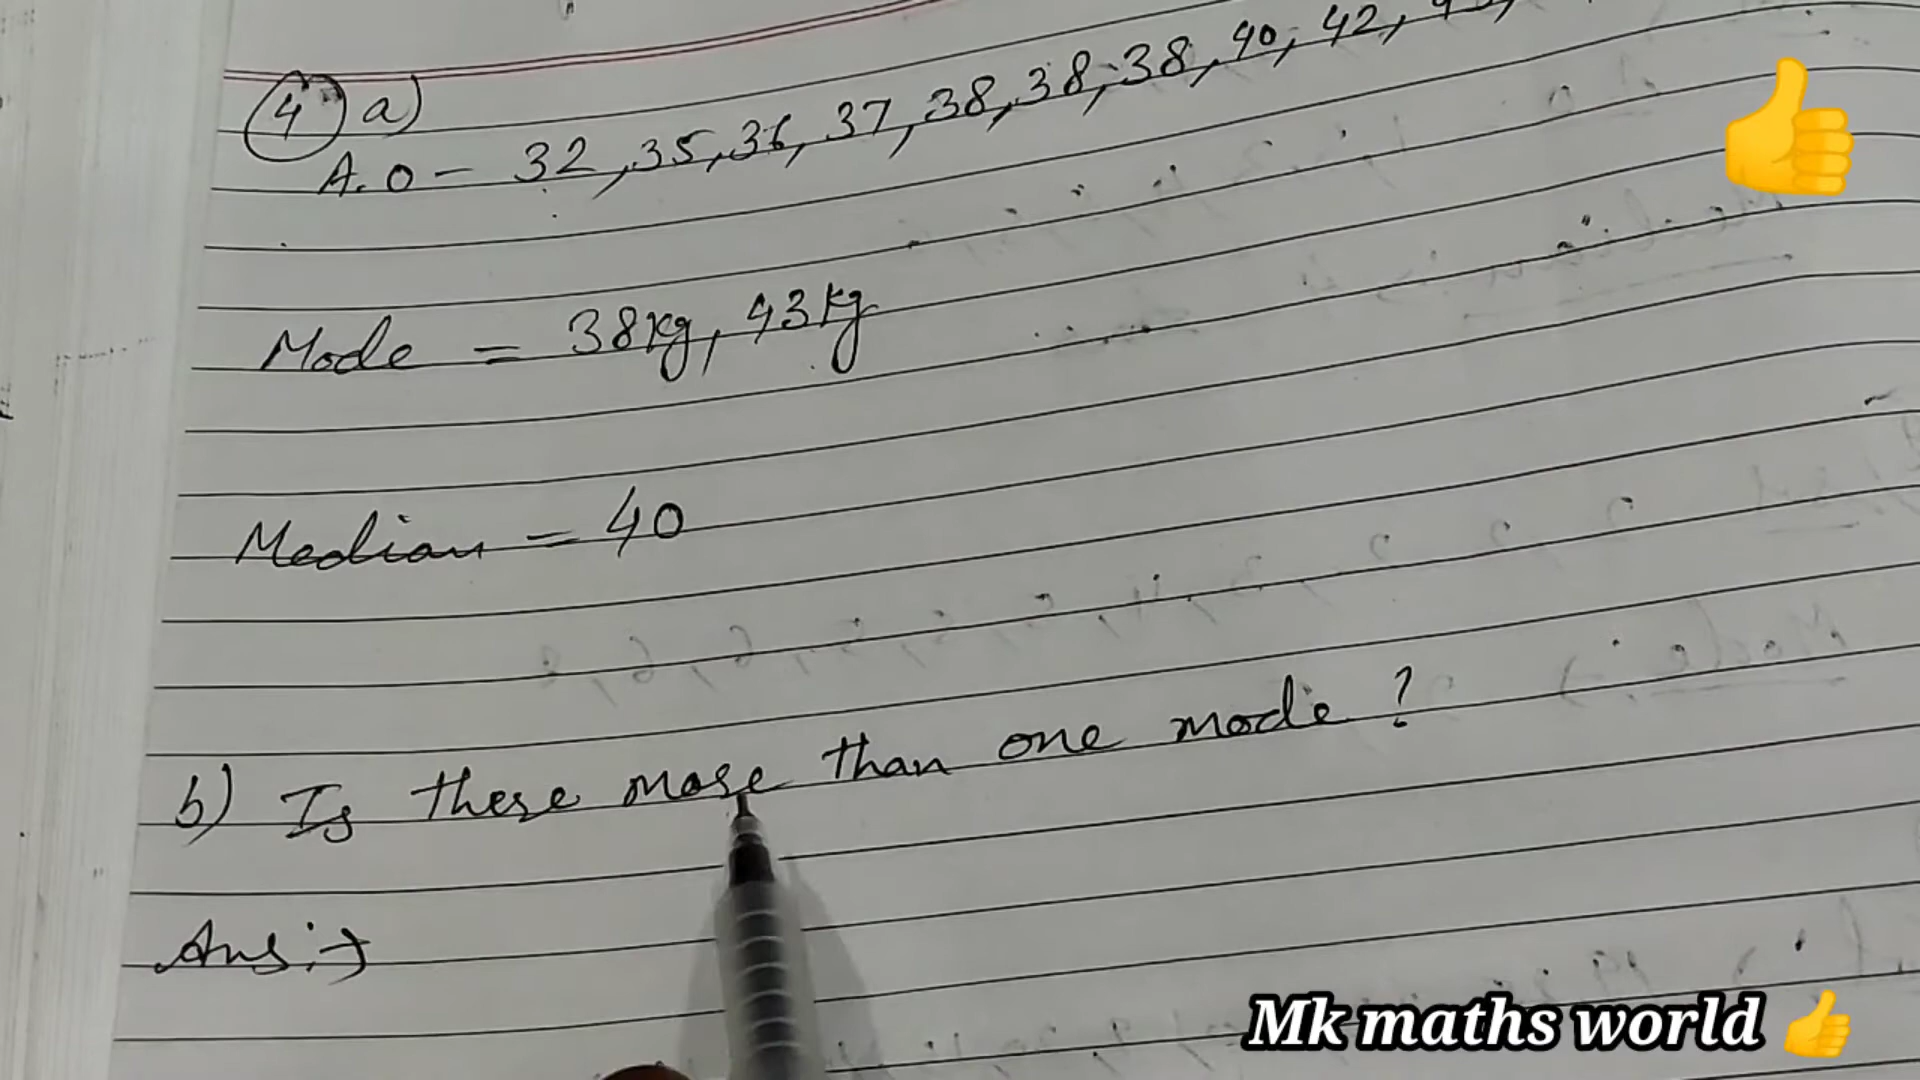 4 a)
A.O - 32, 35, 36, 37, 38, 38, 38, 40, 42,
Mode = 38kg, 43kg
Median = 40
b) Is there more than one mode ?
Ans :→
Mk maths world 👍